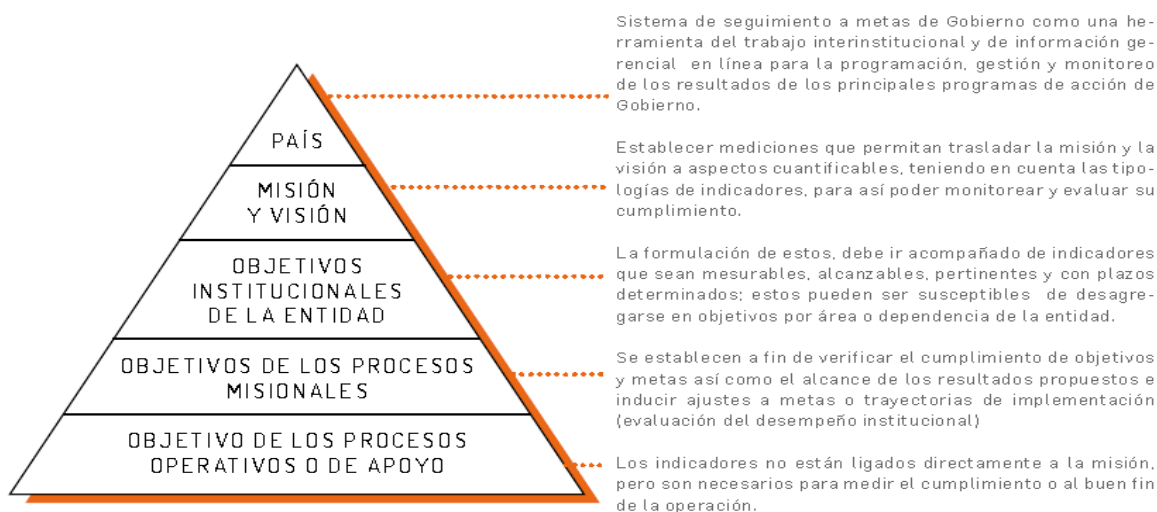 Sistema de seguimiento a metas de Gobierno como una he-
rramienta del trabajo interinstitucional y de información ge-
rencial en línea para la programación, gestión y monitoreo
de los resultados de los principales programas de acción de
Gobierno.
PAÍS
Establecer mediciones que permitan trasladar la misión y la
visión a aspectos cuantificables, teniendo en cuenta las tipo-
logías de indicadores, para así poder monitorear y evaluar su
cumplimiento.
MISIÓN
Y VISIÓN
La formulación de estos, debe ir acompañado de indicadores
que sean mesurables, alcanzables, pertinentes y con plazos
determinados; estos pueden ser susceptibles de desagre-
garse en objetivos por área o dependencia de la entidad.
OBJETIVOS
INSTITUCIONALES
DE LA ENTIDAD
Se establecen a fin de verificar el cumplimiento de objetivos
y metas así como el alcance de los resultados propuestos e
inducir ajustes a metas o trayectorias de implementación
(evaluación del desempeño institucional)
OBJETIVOS DE LOS PROCESOS
MISIONALES
Los indicadores no están ligados directamente a la misión,
pero son necesarios para medir el cumplimiento o al buen fin
de la operación.
OBJETIVO DE LOS PROCESOS
OPERATIVOS O DE APOYO